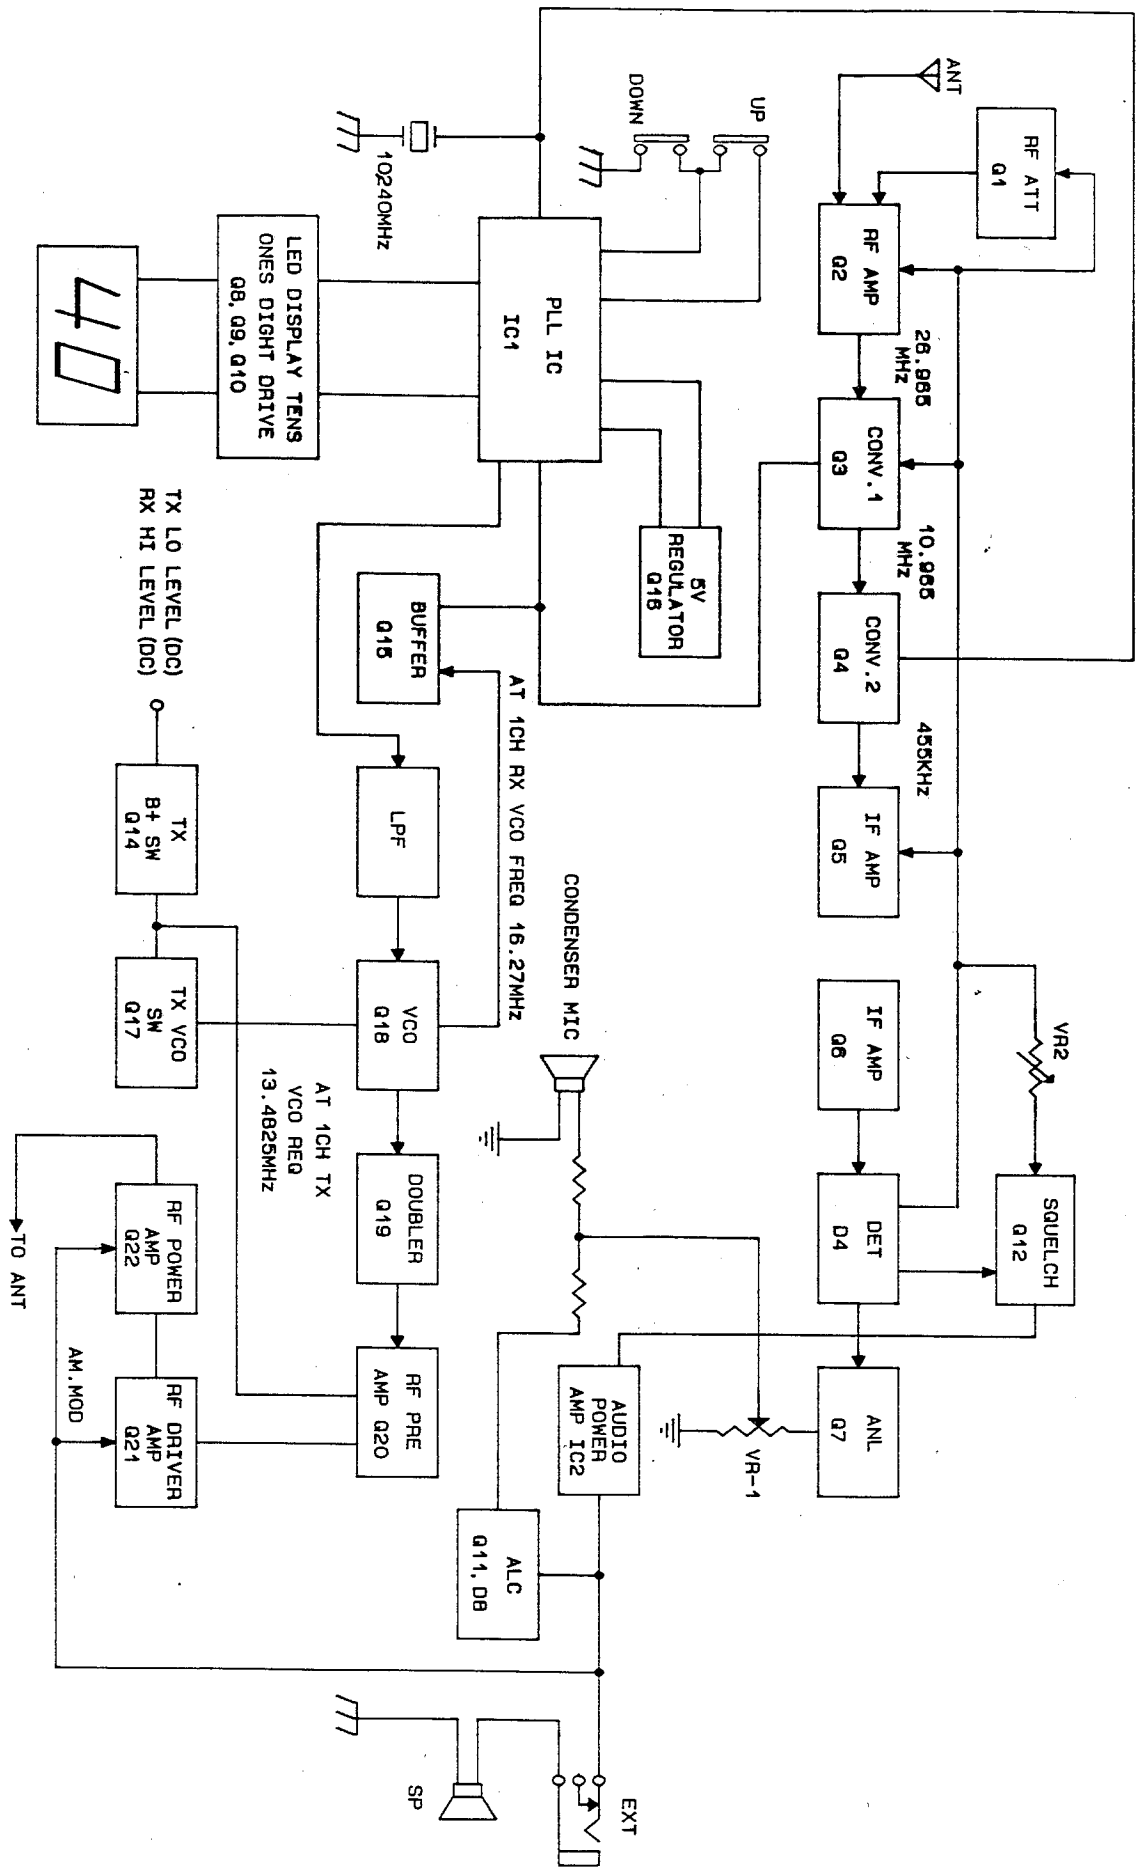 ANT
RF ATT
Q1
RF AMP
Q2
26.965
MHz
CONV.1
Q3
10.965
MHz
CONV.2
Q4
455KHz
IF AMP
Q5
IF AMP
Q6
DET
D4
ANL
Q7
VR2
SQUELCH
Q12
VR-1
UP
DOWN
10240MHz
PLL IC
IC1
5V
REGULATOR
Q16
LED DISPLAY TENS
ONES DIGHT DRIVE
Q8, Q9, Q10
40
BUFFER
Q15
AT 1CH RX VCO FREQ 16.27MHz
LPF
VCO
Q18
DOUBLER
Q19
RF PRE
AMP Q20
AT 1CH TX
VCO REQ
13.4825MHz
CONDENSER MIC
AUDIO
POWER
AMP IC2
ALC
Q11, D8
EXT
SP
TX LO LEVEL (DC)
RX HI LEVEL (DC)
TX
B+ SW
Q14
TX VCO
SW
Q17
RF POWER
AMP
Q22
RF DRIVER
AMP
Q21
AM.MOD
TO ANT